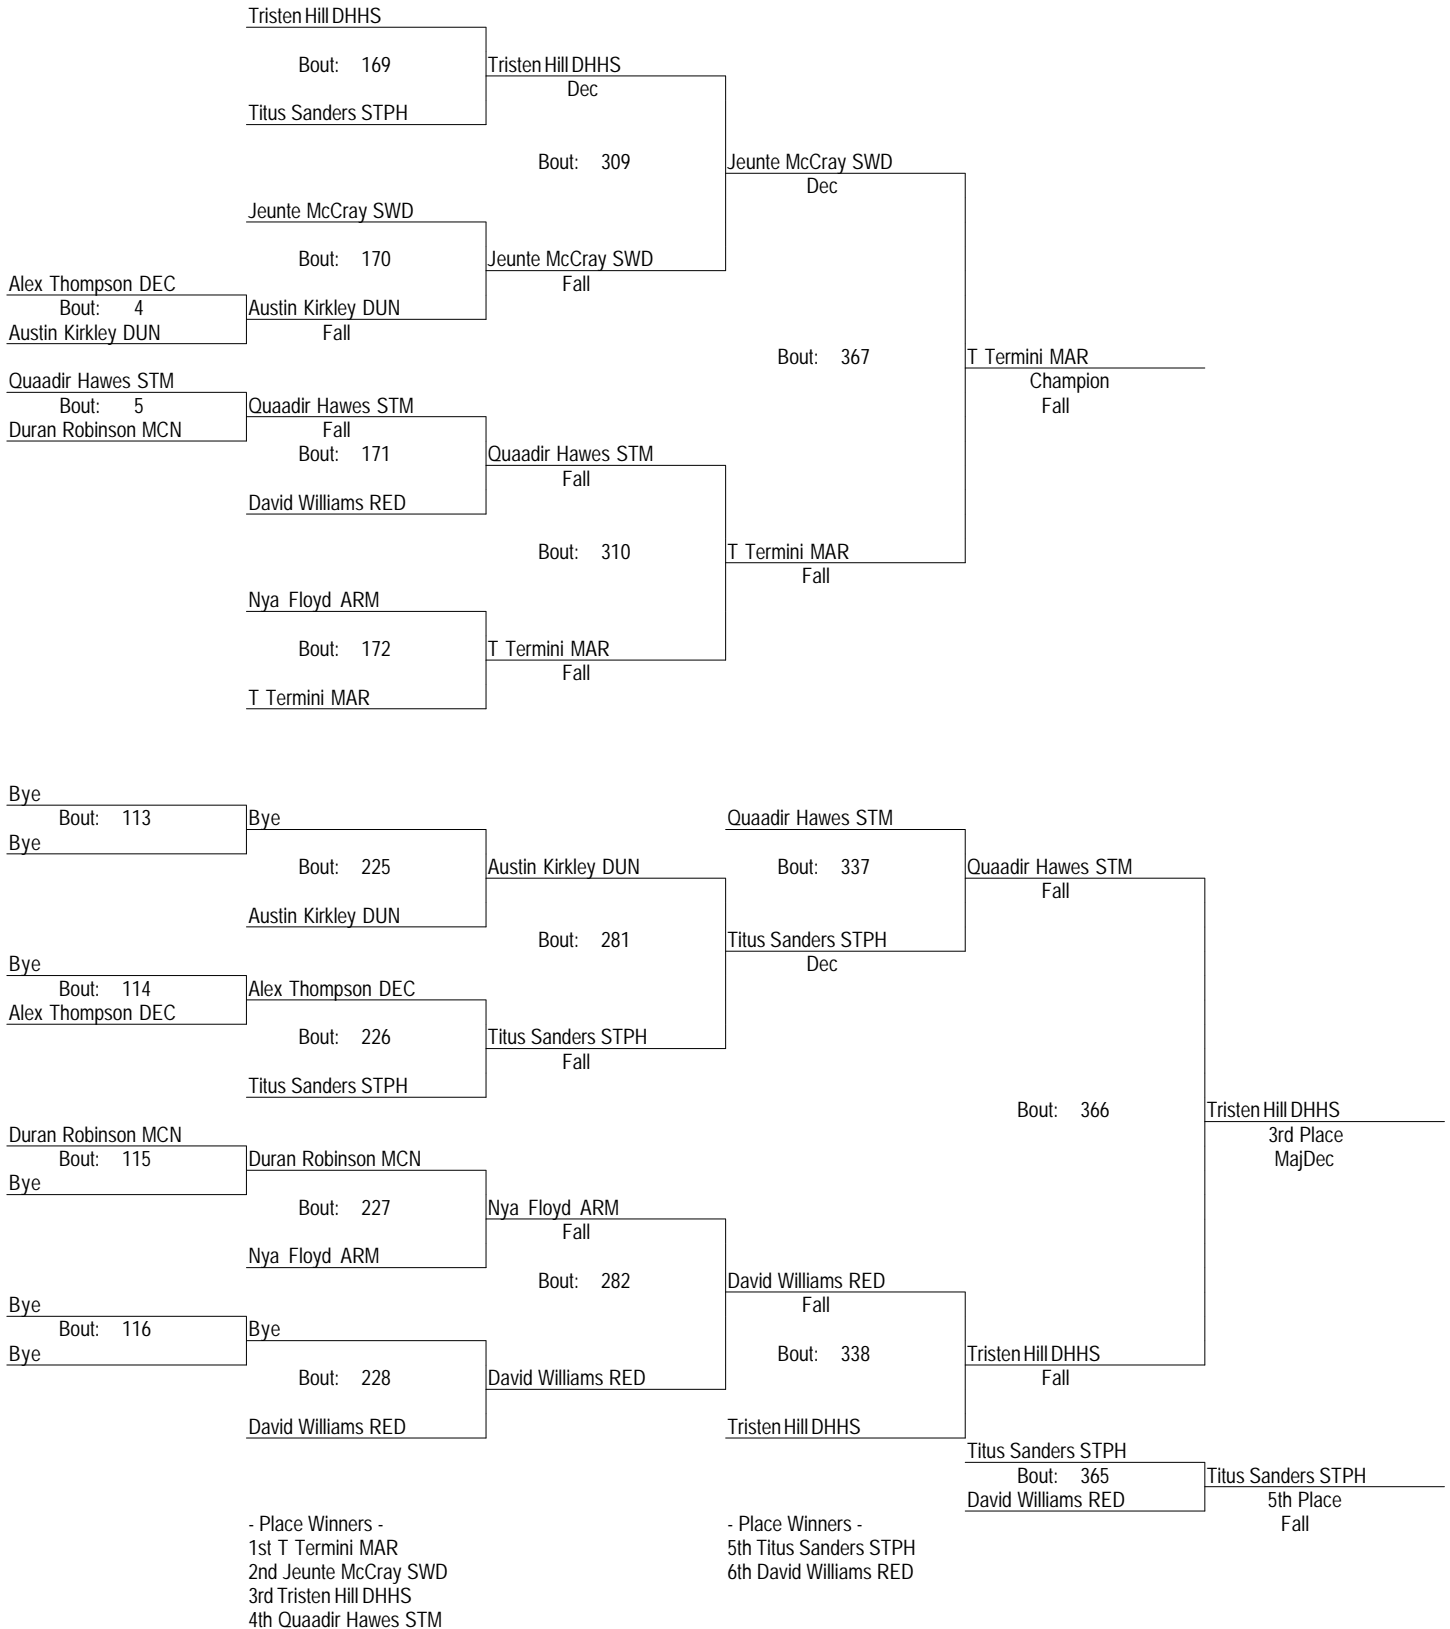 Tristen Hill DHHS
Bout: 169
Tristen Hill DHHS
Dec
Titus Sanders STPH
Bout: 309
Jeunte McCray SWD
Dec
Jeunte McCray SWD
Bout: 170
Jeunte McCray SWD
Fall
Alex Thompson DEC
Bout: 4
Austin Kirkley DUN
Austin Kirkley DUN
Fall
Bout: 367
T Termini MAR
Champion
Fall
Quaadir Hawes STM
Bout: 5
Duran Robinson MCN
Quaadir Hawes STM
Fall
Bout: 171
Quaadir Hawes STM
Fall
David Williams RED
Bout: 310
T Termini MAR
Fall
Nya Floyd ARM
Bout: 172
T Termini MAR
Fall
T Termini MAR
Bye
Bout: 113
Bye
Bye
Bout: 225
Austin Kirkley DUN
Austin Kirkley DUN
Quaadir Hawes STM
Bout: 337
Quaadir Hawes STM
Fall
Bout: 281
Titus Sanders STPH
Dec
Bye
Bout: 114
Alex Thompson DEC
Alex Thompson DEC
Bout: 226
Titus Sanders STPH
Fall
Titus Sanders STPH
Bout: 366
Tristen Hill DHHS
3rd Place
MajDec
Duran Robinson MCN
Bout: 115
Bye
Duran Robinson MCN
Bout: 227
Nya Floyd ARM
Fall
Nya Floyd ARM
Bout: 282
David Williams RED
Fall
Bye
Bout: 116
Bye
Bye
Bout: 228
David Williams RED
David Williams RED
Bout: 338
Tristen Hill DHHS
Fall
Tristen Hill DHHS
Titus Sanders STPH
Bout: 365
David Williams RED
Titus Sanders STPH
5th Place
Fall
- Place Winners -
1st T Termini MAR
2nd Jeunte McCray SWD
3rd Tristen Hill DHHS
4th Quaadir Hawes STM
- Place Winners -
5th Titus Sanders STPH
6th David Williams RED